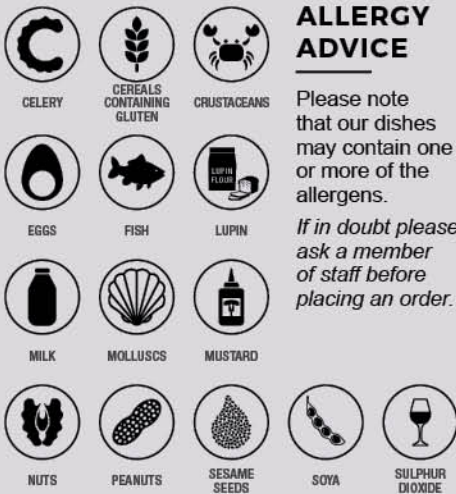 ALLERGY
ADVICE
Please note
that our dishes
may contain one
or more of the
allergens.
If in doubt please
ask a member
of staff before
placing an order.
CELERY
CEREALS
CONTAINING
GLUTEN
CRUSTACEANS
EGGS
FISH
LUPIN
FLOUR
LUPIN
MILK
MOLLUSCS
MUSTARD
NUTS
PEANUTS
SESAME
SEEDS
SOYA
SULPHUR
DIOXIDE